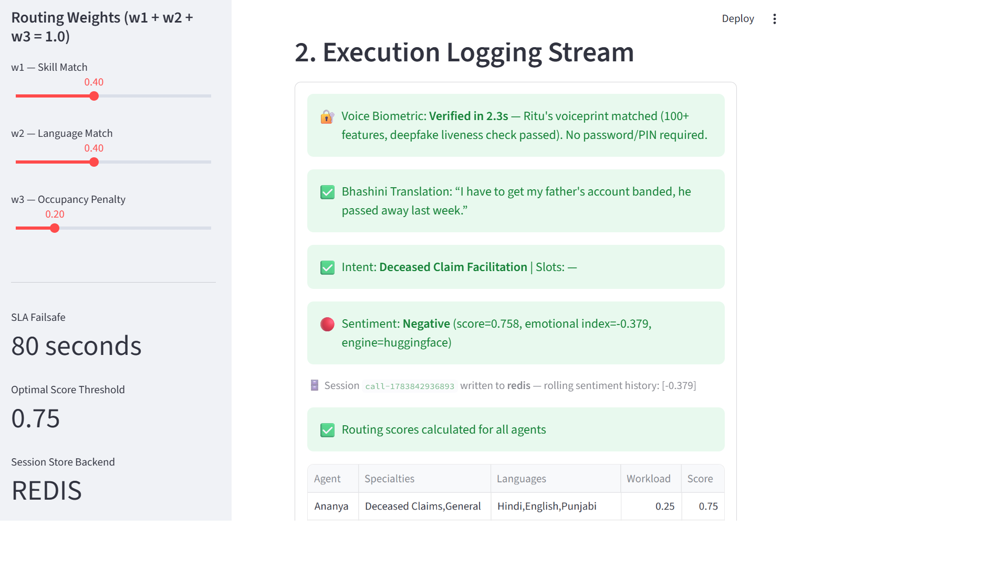 Routing Weights (w1 + w2 +
w3 = 1.0)
w1 — Skill Match
0.40
w2 — Language Match
0.40
w3 — Occupancy Penalty
0.20
SLA Failsafe
80 seconds
Optimal Score Threshold
0.75
Session Store Backend
REDIS
Deploy
2. Execution Logging Stream
Voice Biometric: Verified in 2.3s — Ritu's voiceprint matched (100+
features, deepfake liveness check passed). No password/PIN required.
Bhashini Translation: “I have to get my father's account banded, he
passed away last week.”
Intent: Deceased Claim Facilitation | Slots: —
Sentiment: Negative (score=0.758, emotional index=-0.379,
engine=huggingface)
Session call-1783842936893 written to redis — rolling sentiment history: [-0.379]
Routing scores calculated for all agents
Agent Specialties Languages Workload Score
Ananya Deceased Claims,General Hindi,English,Punjabi 0.25 0.75